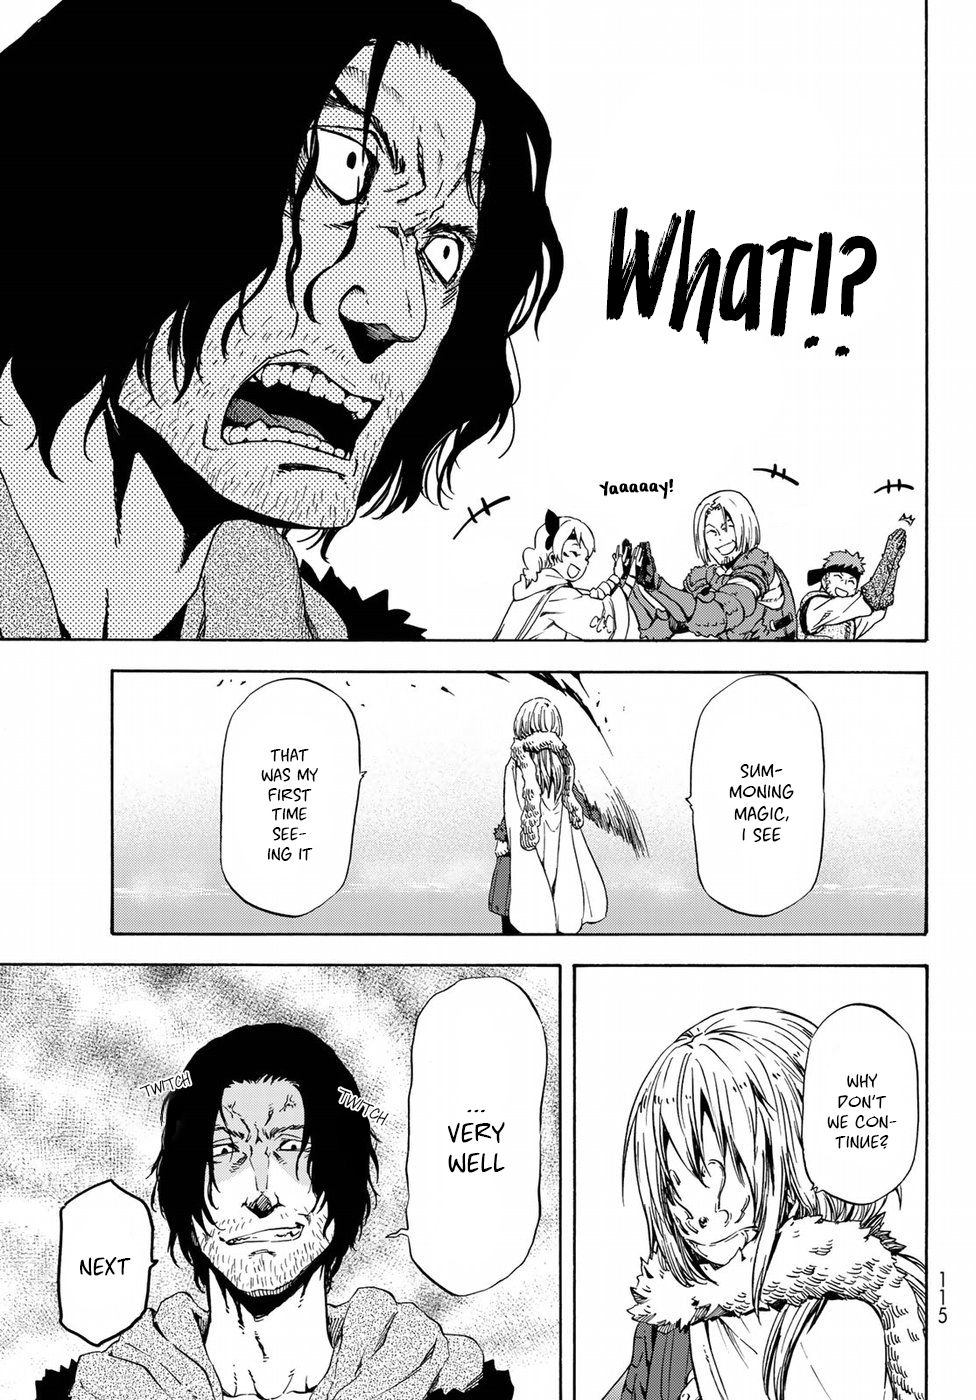 What!?
Yaaaaay!
SUM-
MONING
MAGIC,
I SEE
THAT
WAS MY
FIRST
TIME
SEE-
ING IT
WHY
DON'T
WE CON-
TINUE?
...
VERY
WELL
TWITCH
TWITCH
NEXT
115